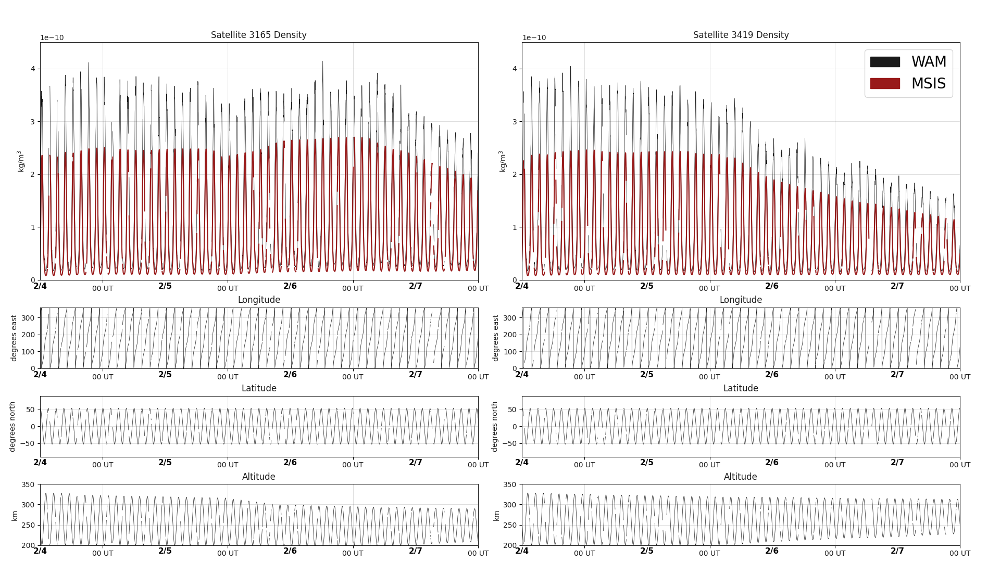 Satellite 3165 Density
1e−10
kg/m³
4
3
2
1
0
2/4 00 UT 2/5 00 UT 2/6 00 UT 2/7 00 UT
Longitude
degrees east
300
200
100
0
2/4 00 UT 2/5 00 UT 2/6 00 UT 2/7 00 UT
Latitude
degrees north
50
0
−50
2/4 00 UT 2/5 00 UT 2/6 00 UT 2/7 00 UT
Altitude
km
350
300
250
200
2/4 00 UT 2/5 00 UT 2/6 00 UT 2/7 00 UT
Satellite 3419 Density
1e−10
WAM
MSIS
kg/m³
4
3
2
1
0
2/4 00 UT 2/5 00 UT 2/6 00 UT 2/7 00 UT
Longitude
degrees east
300
200
100
0
2/4 00 UT 2/5 00 UT 2/6 00 UT 2/7 00 UT
Latitude
degrees north
50
0
−50
2/4 00 UT 2/5 00 UT 2/6 00 UT 2/7 00 UT
Altitude
km
350
300
250
200
2/4 00 UT 2/5 00 UT 2/6 00 UT 2/7 00 UT